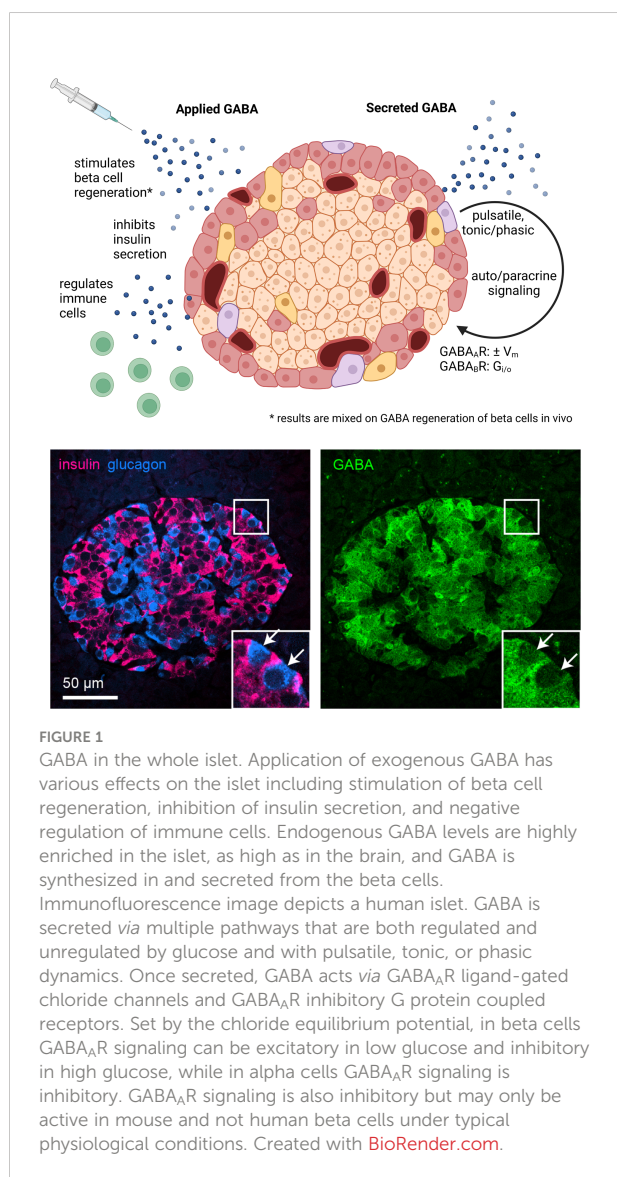 Applied GABA
Secreted GABA
stimulates
beta cell
regeneration*
inhibits
insulin
secretion
regulates
immune
cells
pulsatile,
tonic/phasic
auto/paracrine
signaling
GABAAR: ± Vm
GABABR: Gi/o
* results are mixed on GABA regeneration of beta cells in vivo
insulin glucagon
GABA
50 µm
FIGURE 1
GABA in the whole islet. Application of exogenous GABA has
various effects on the islet including stimulation of beta cell
regeneration, inhibition of insulin secretion, and negative
regulation of immune cells. Endogenous GABA levels are highly
enriched in the islet, as high as in the brain, and GABA is
synthesized in and secreted from the beta cells.
Immunofluorescence image depicts a human islet. GABA is
secreted via multiple pathways that are both regulated and
unregulated by glucose and with pulsatile, tonic, or phasic
dynamics. Once secreted, GABA acts via GABAAR ligand-gated
chloride channels and GABAAR inhibitory G protein coupled
receptors. Set by the chloride equilibrium potential, in beta cells
GABAAR signaling can be excitatory in low glucose and inhibitory
in high glucose, while in alpha cells GABAAR signaling is
inhibitory. GABAAR signaling is also inhibitory but may only be
active in mouse and not human beta cells under typical
physiological conditions. Created with BioRender.com.